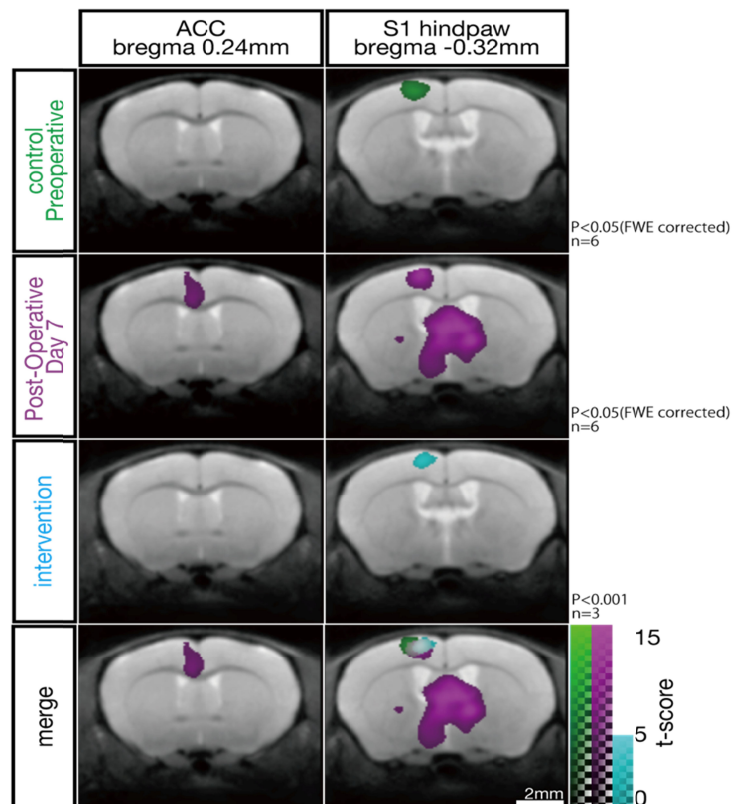 ACC
bregma 0.24mm
S1 hindpaw
bregma -0.32mm
control
Preoperative
P<0.05(FWE corrected)
n=6
Post-Operative
Day 7
P<0.05(FWE corrected)
n=6
intervention
P<0.001
n=3
merge
2mm
15
5
0
t-score